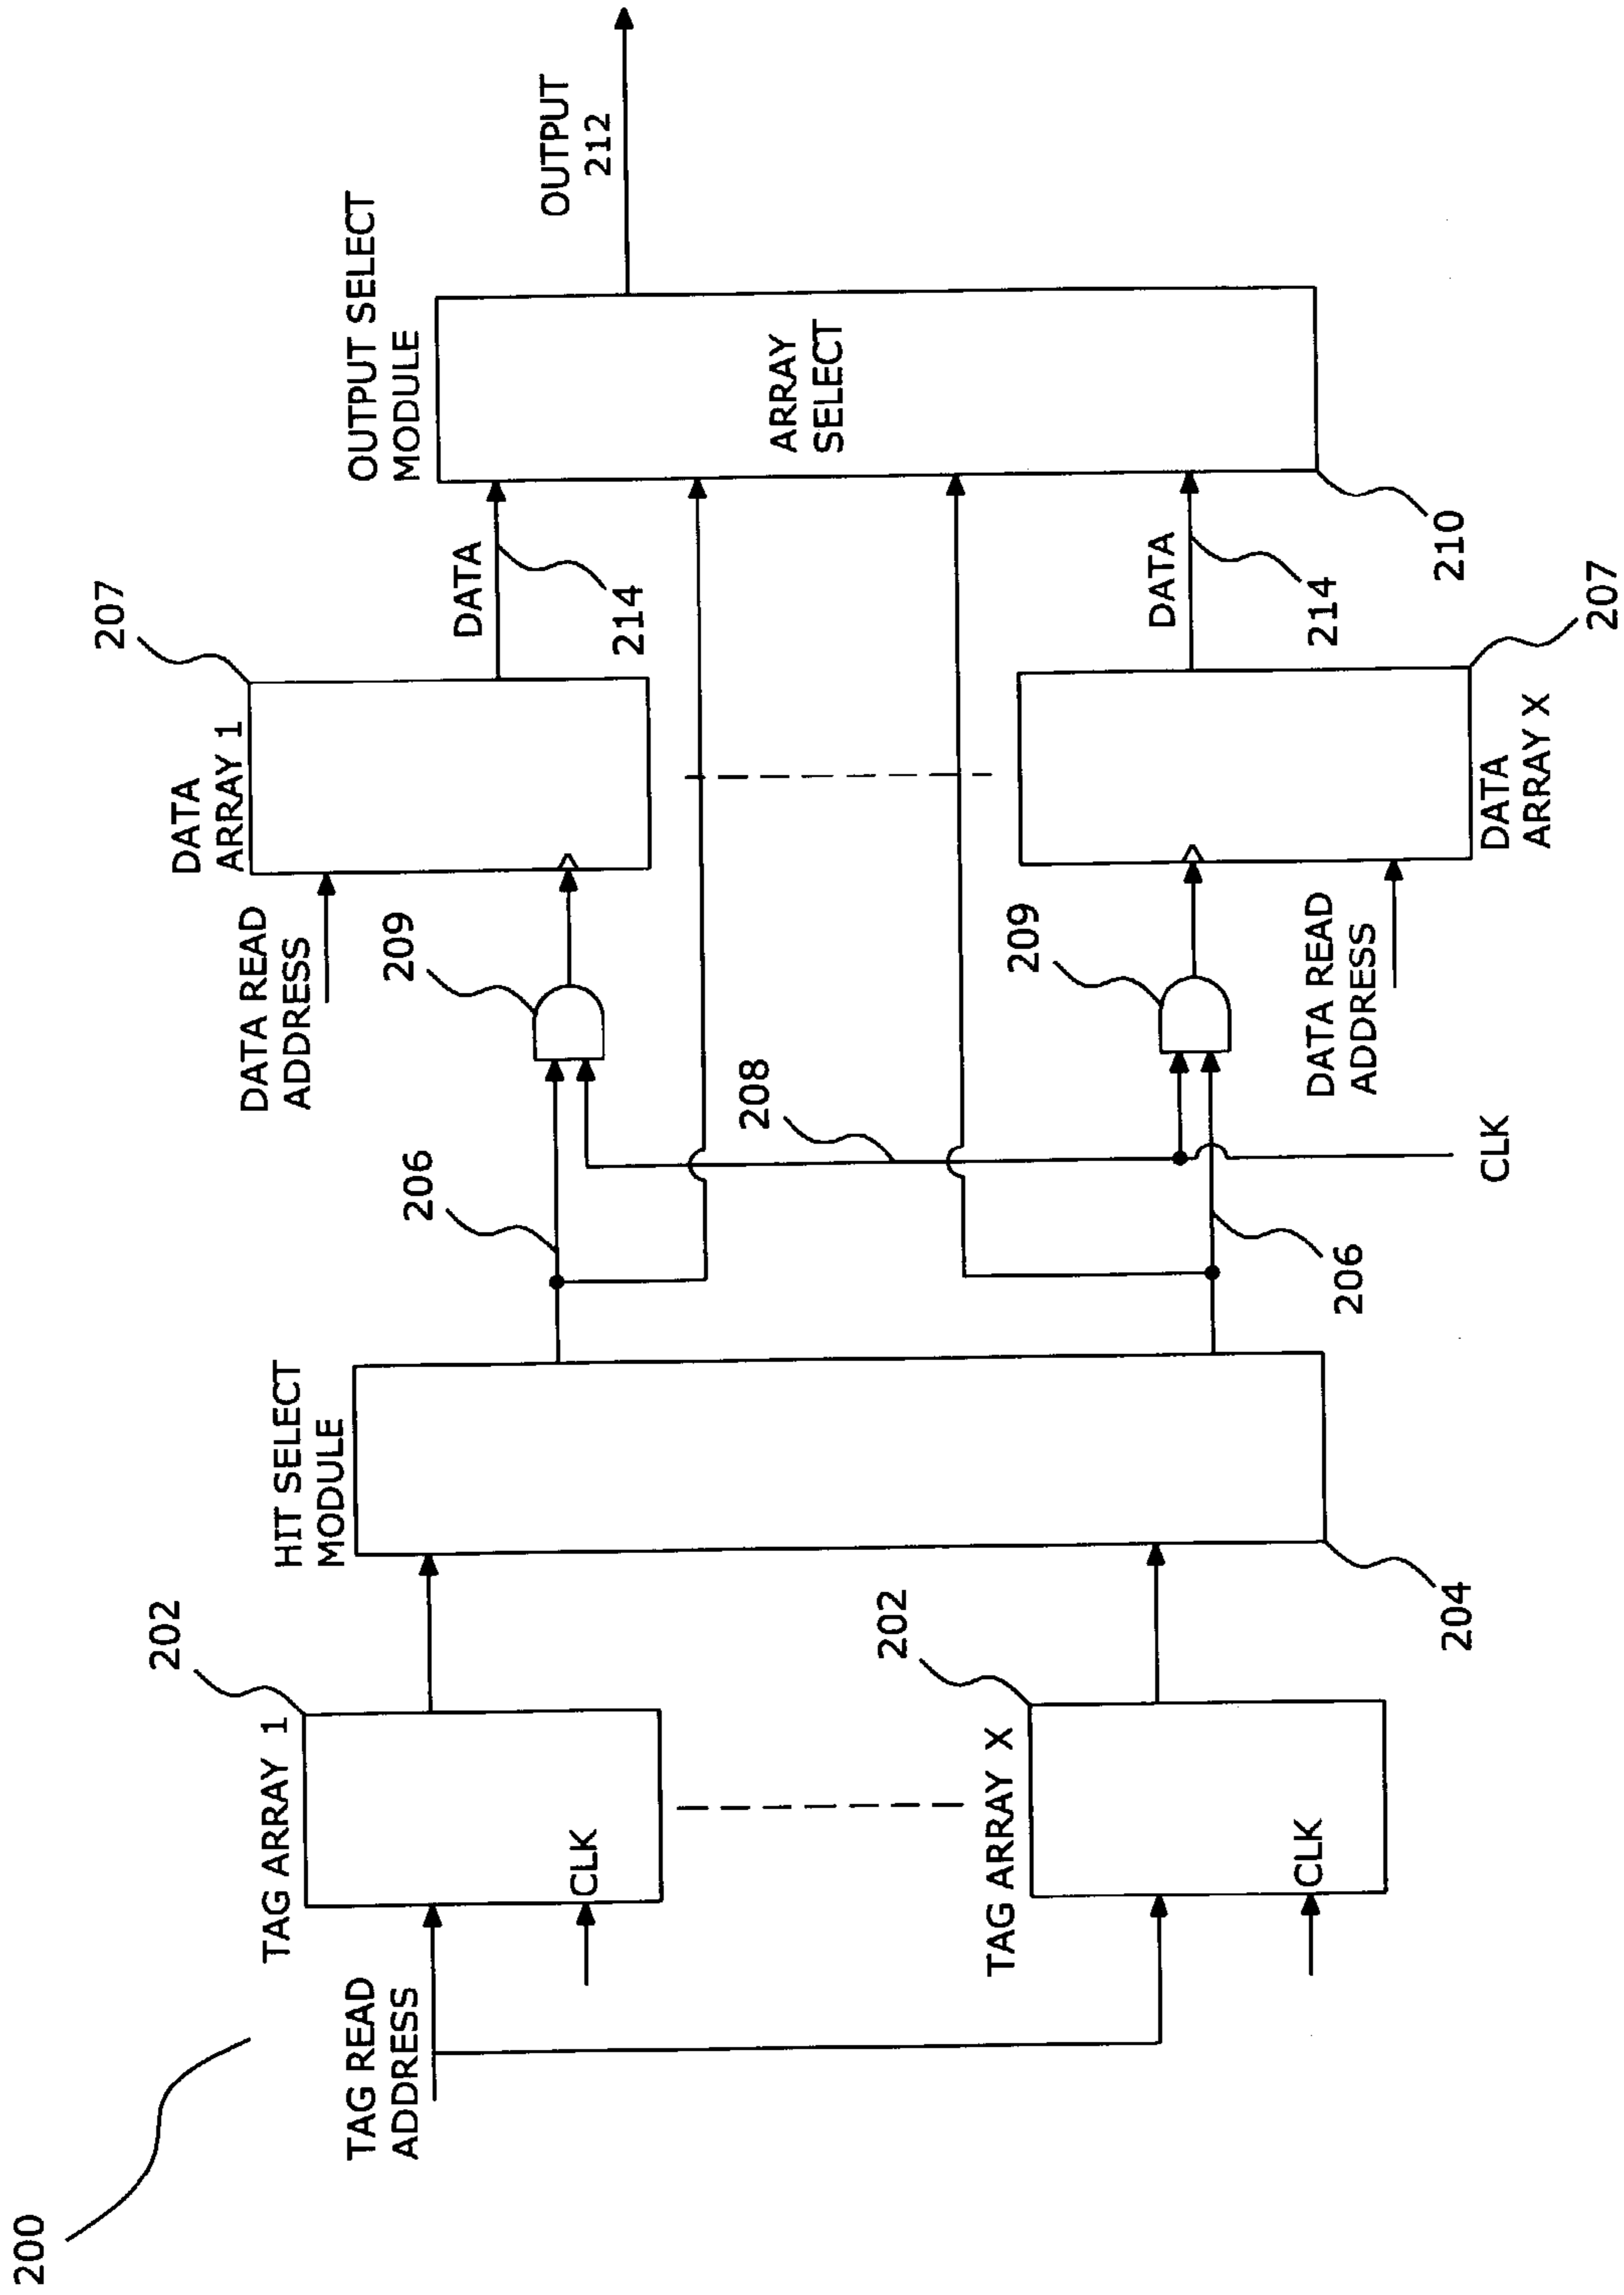 200
TAG READ
ADDRESS
TAG ARRAY 1
202
CLK
TAG ARRAY X
202
CLK
HIT SELECT
MODULE
204
206
206
208
CLK
209
209
DATA READ
ADDRESS
DATA READ
ADDRESS
DATA
ARRAY 1
207
DATA
ARRAY X
207
DATA
214
DATA
214
OUTPUT SELECT
MODULE
ARRAY
SELECT
210
OUTPUT
212